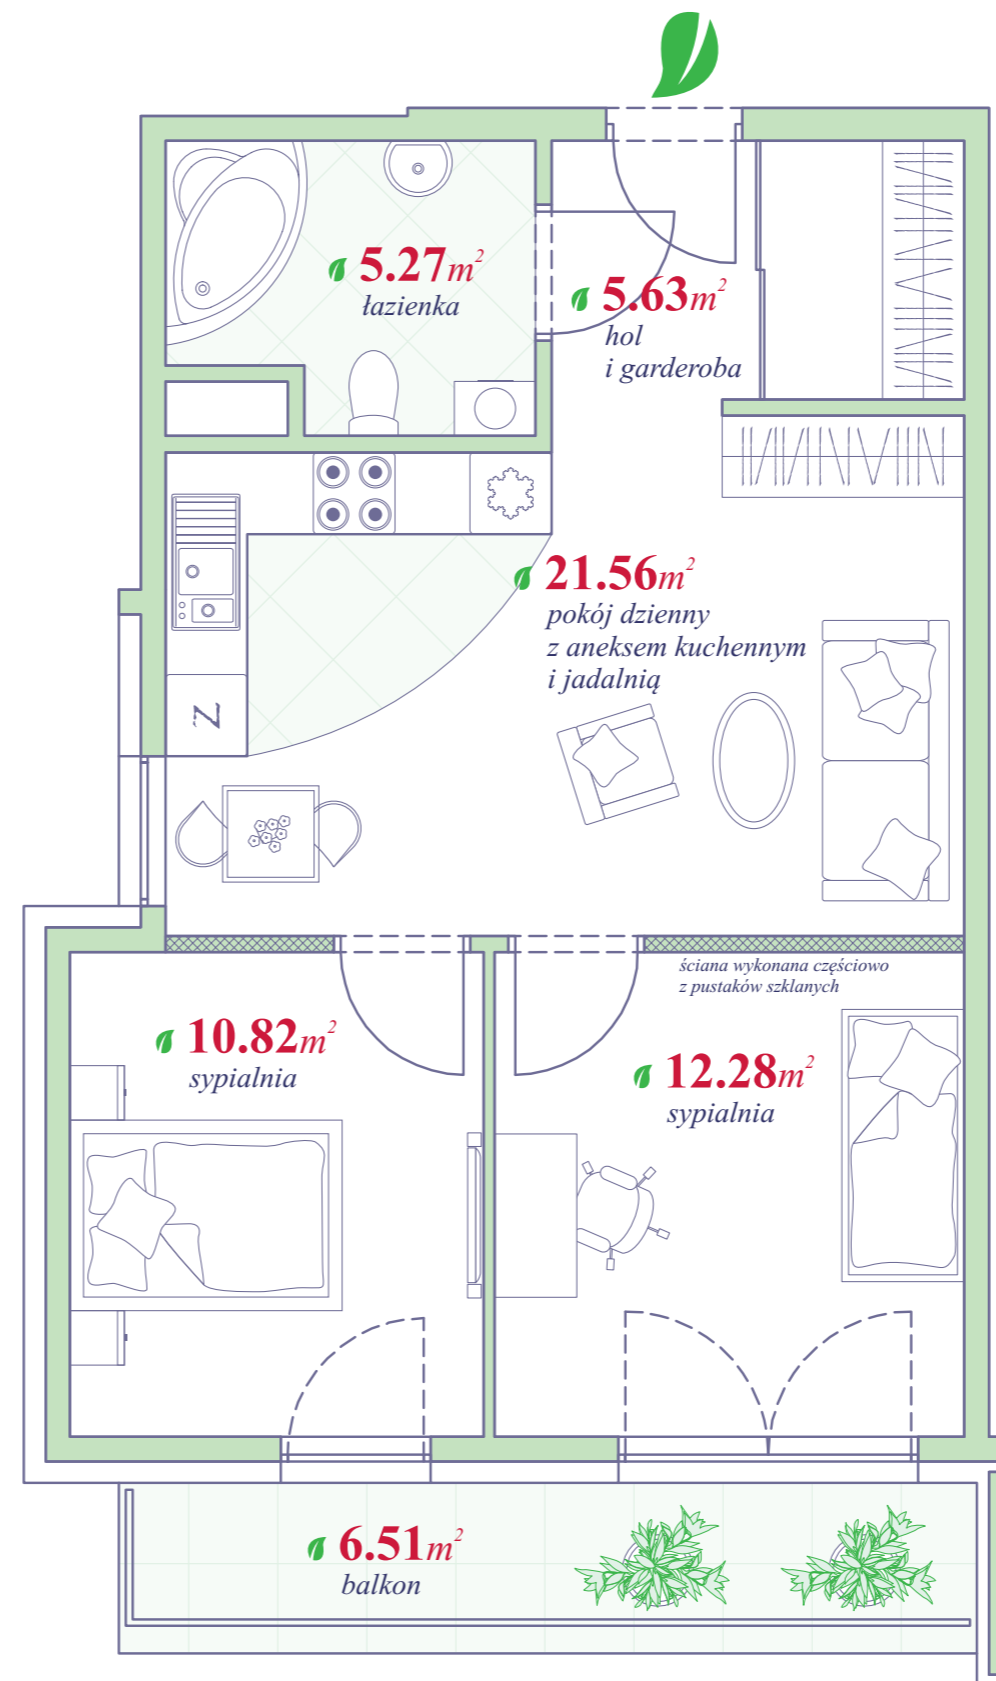 5.27m²
łazienka
5.63m²
hol
i garderoba
21.56m²
pokój dzienny
z aneksem kuchennym
i jadalnią
Z
ściana wykonana częściowo
z pustaków szklanych
10.82m²
sypialnia
12.28m²
sypialnia
6.51m²
balkon